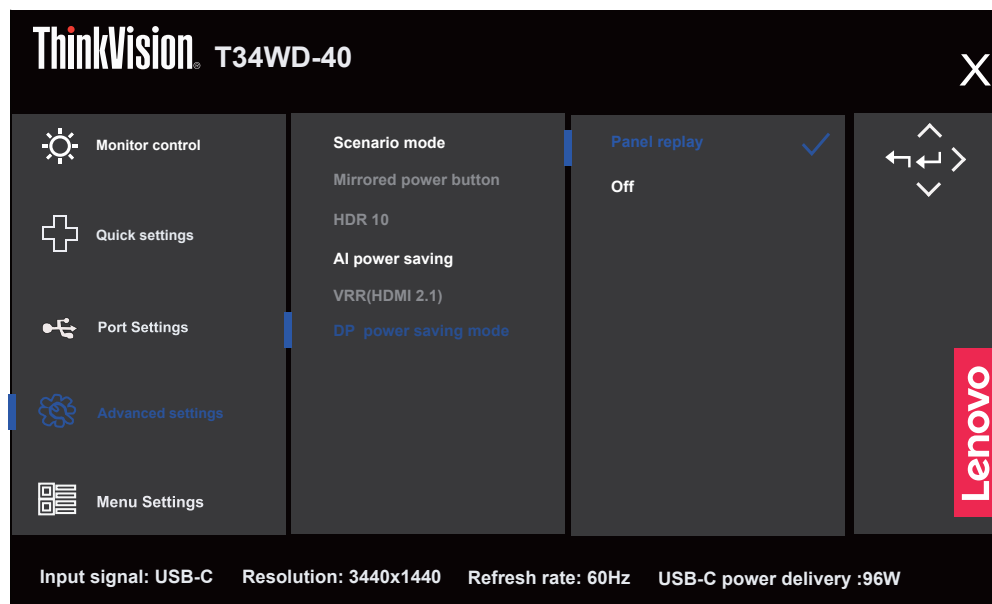 ThinkVision® T34WD-40
X
Monitor control
Quick settings
Port Settings
Advanced settings
Menu Settings
Scenario mode
Mirrored power button
HDR 10
AI power saving
VRR(HDMI 2.1)
DP power saving mode
Panel replay
Off
Lenovo
Input signal: USB-C Resolution: 3440x1440 Refresh rate: 60Hz USB-C power delivery :96W